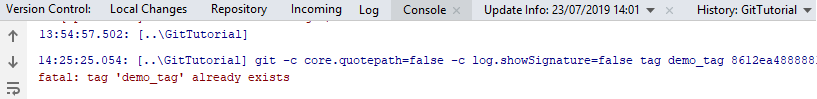 Version Control: Local Changes Repository Incoming Log Console × Update Info: 23/07/2019 14:01 × History: GitTutorial
13:54:57.502: [..\GitTutorial]
14:25:25.054: [..\GitTutorial] git -c core.quotepath=false -c log.showSignature=false tag demo_tag
fatal: tag 'demo_tag' already exists